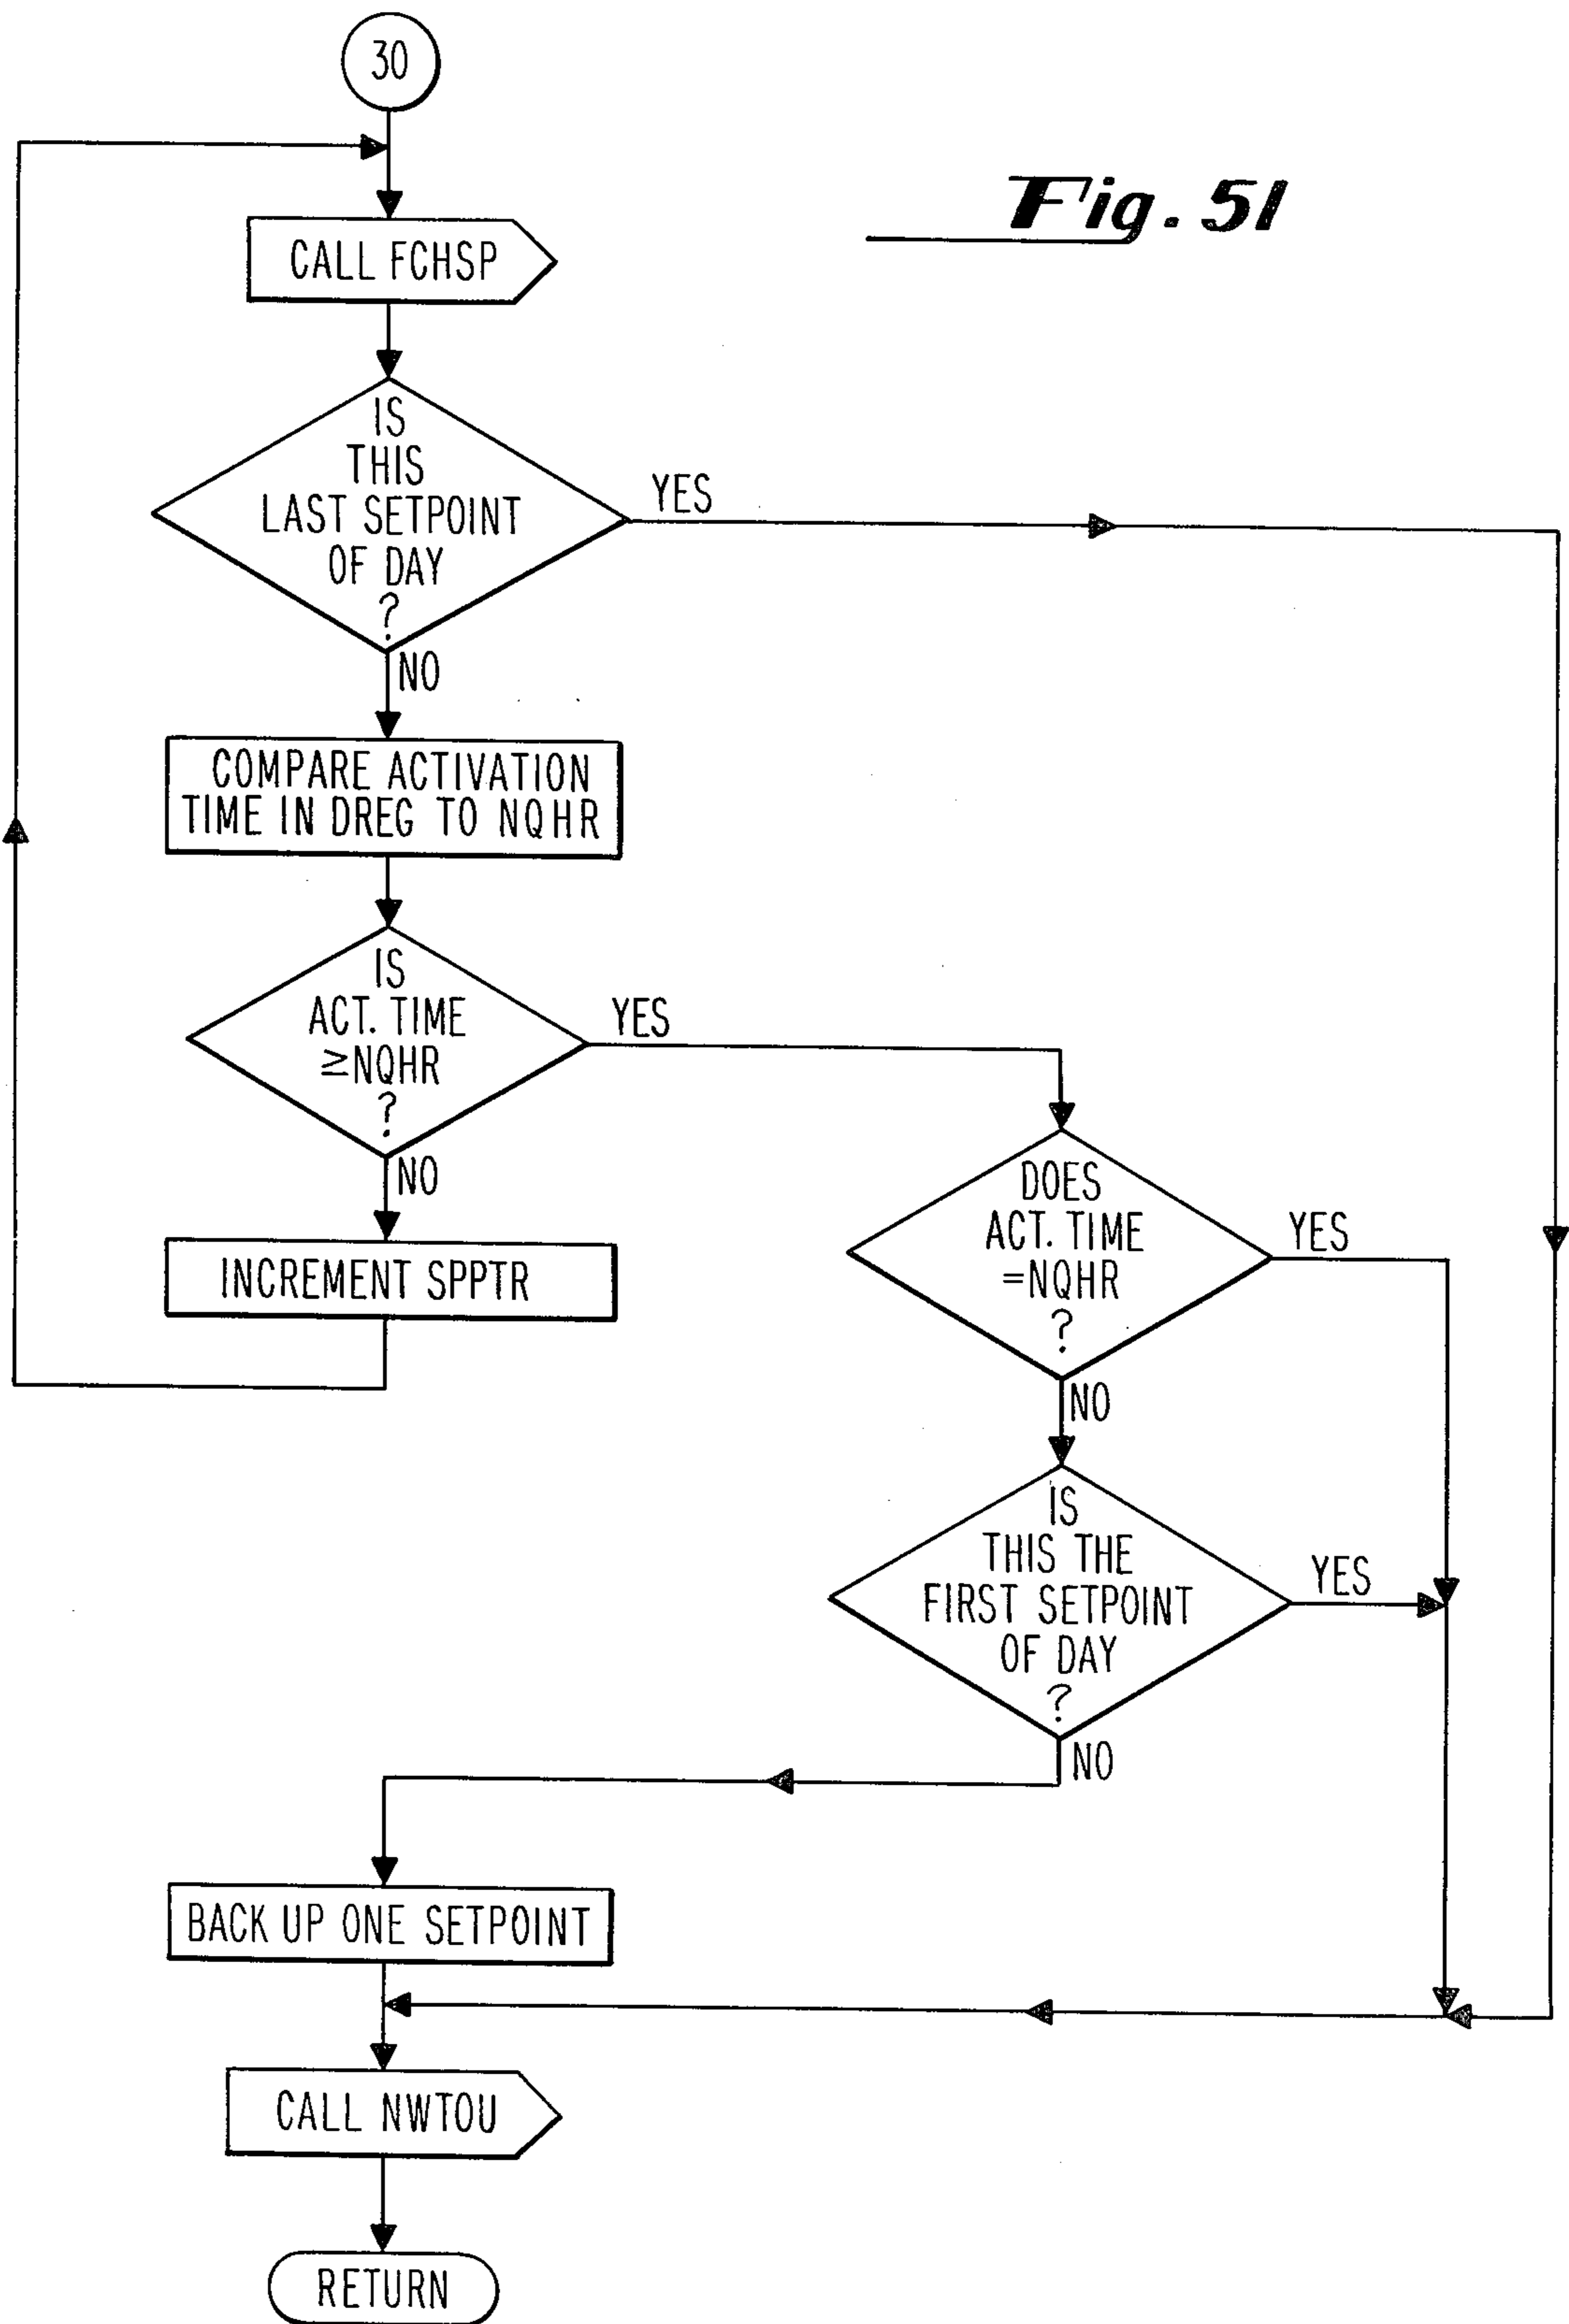 30
Fig. 51
CALL FCHSP
IS
THIS
LAST SETPOINT
OF DAY
?
YES
NO
COMPARE ACTIVATION
TIME IN DREG TO NQHR
IS
ACT. TIME
≥NQHR
?
YES
NO
INCREMENT SPPTR
DOES
ACT. TIME
=NQHR
?
YES
NO
IS
THIS THE
FIRST SETPOINT
OF DAY
?
YES
NO
BACK UP ONE SETPOINT
CALL NWTOU
RETURN